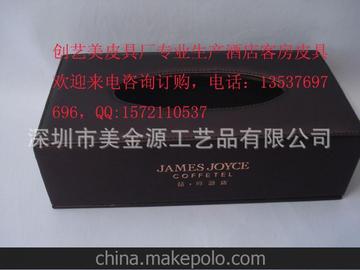 创艺美皮具厂专业生产酒店客房皮具
欢迎来电咨询订购，电话：13537697
696，QQ:1572110537
深圳市美金源工艺品有限公司
JAMES JOYCE
COFFETEL
china.makepolo.com